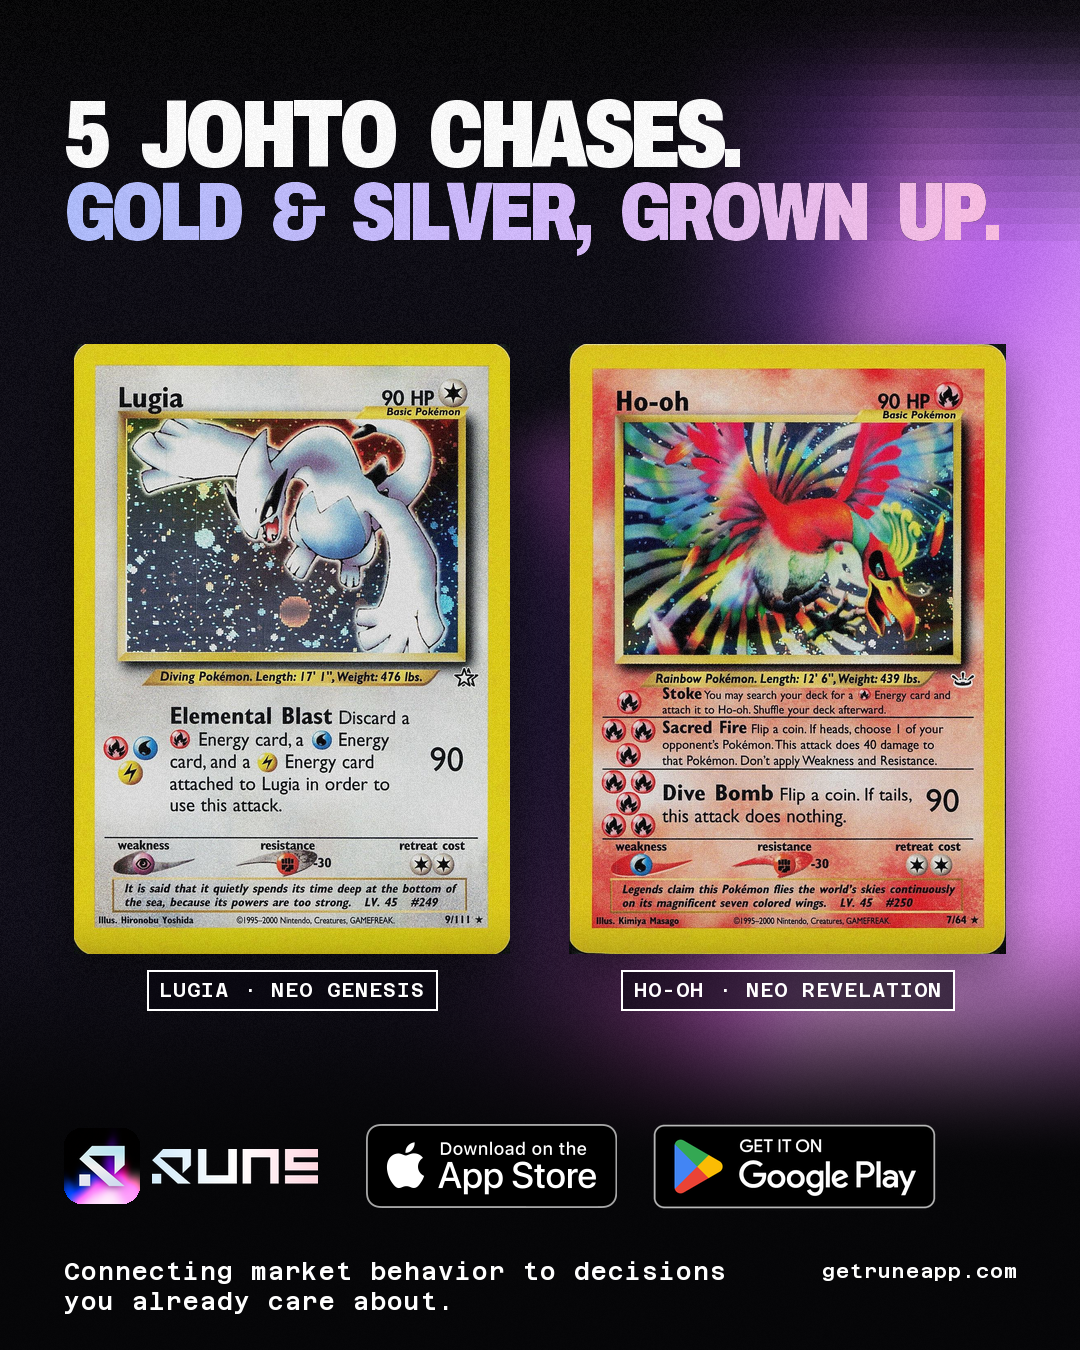 5 JOHTO CHASES.
GOLD & SILVER, GROWN UP.
Lugia
90 HP
Basic Pokémon
Diving Pokémon. Length: 17' 1", Weight: 476 lbs.
Elemental Blast Discard a
Energy card, a Energy
card, and a Energy card
attached to Lugia in order to
use this attack.
90
weakness
resistance
retreat cost
-30
It is said that it quietly spends its time deep at the bottom of
the sea, because its powers are too strong. LV. 45 #249
Illus. Hironobu Yoshida
©1995–2000 Nintendo, Creatures, GAMEFREAK.
9/111 ★
LUGIA · NEO GENESIS
Ho-oh
90 HP
Basic Pokémon
Rainbow Pokémon. Length: 12' 6", Weight: 439 lbs.
Stoke You may search your deck for a Energy card and
attach it to Ho-oh. Shuffle your deck afterward.
Sacred Fire Flip a coin. If heads, choose 1 of your
opponent's Pokémon. This attack does 40 damage to
that Pokémon. Don't apply Weakness and Resistance.
Dive Bomb Flip a coin. If tails,
this attack does nothing.
90
weakness
resistance
retreat cost
-30
Legends claim this Pokémon flies the world's skies continuously
on its magnificent seven colored wings. LV. 45 #250
Illus. Kimiya Masago
©1995–2000 Nintendo, Creatures, GAMEFREAK.
7/64 ★
HO-OH · NEO REVELATION
RUNE
Download on the
App Store
GET IT ON
Google Play
Connecting market behavior to decisions
you already care about.
getruneapp.com